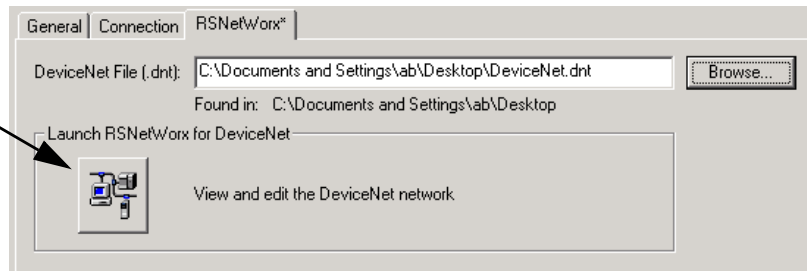 General Connection RSNetWorx*
DeviceNet File (.dnt): C:\Documents and Settings\ab\Desktop\DeviceNet.dnt Browse...
Found in: C:\Documents and Settings\ab\Desktop
Launch RSNetWorx for DeviceNet
View and edit the DeviceNet network